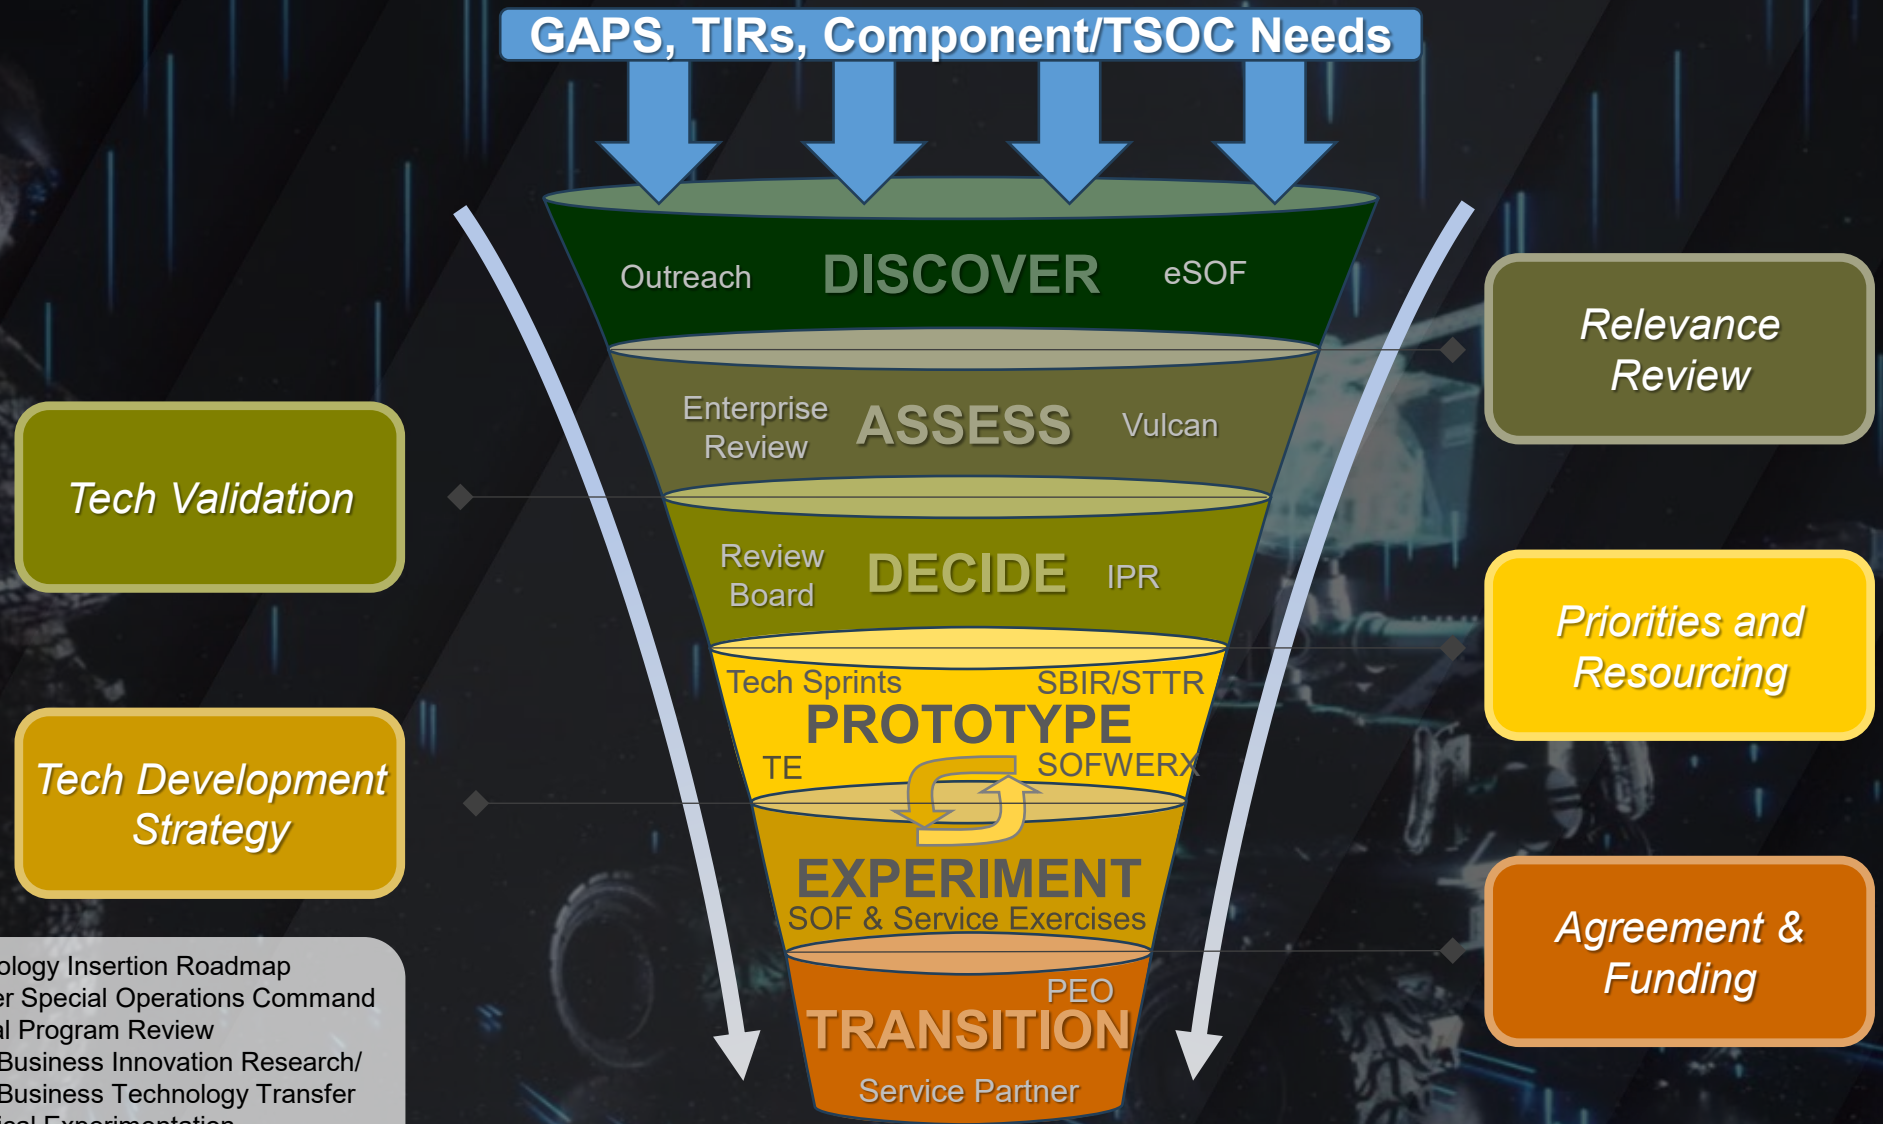 GAPS, TIRs, Component/TSOC Needs
Outreach
DISCOVER
eSOF
Relevance
Review
Enterprise
Review
ASSESS
Vulcan
Tech Validation
Review
Board
DECIDE
IPR
Priorities and
Resourcing
Tech Sprints
SBIR/STTR
PROTOTYPE
TE
SOFWERX
Tech Development
Strategy
EXPERIMENT
SOF & Service Exercises
Agreement &
Funding
PEO
TRANSITION
Service Partner
ology Insertion Roadmap
er Special Operations Command
al Program Review
Business Innovation Research/
Business Technology Transfer
ical Experimentation